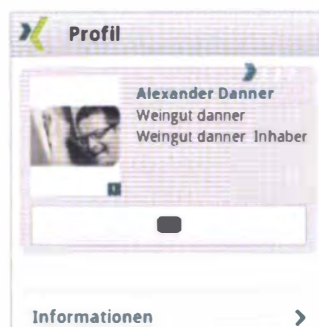 Profil
Alexander Danner
Weingut danner
Weingut danner Inhaber
Informationen